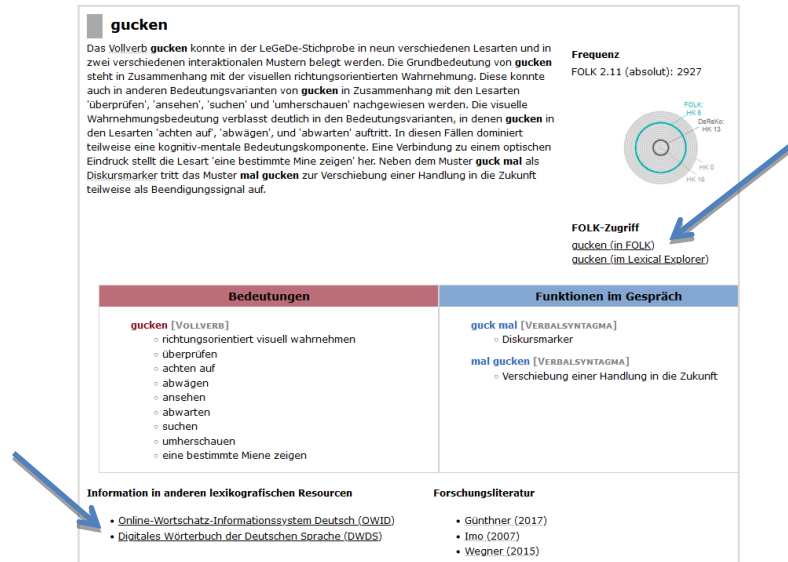 gucken
Das Vollverb gucken konnte in der LeGeDe-Stichprobe in neun verschiedenen Lesarten und in
zwei verschiedenen interaktionalen Mustern belegt werden. Die Grundbedeutung von gucken
steht in Zusammenhang mit der visuellen richtungsorientierten Wahrnehmung. Diese konnte
auch in anderen Bedeutungsvarianten von gucken in Zusammenhang mit den Lesarten
'überprüfen', 'ansehen', 'suchen' und 'umherschauen' nachgewiesen werden. Die visuelle
Wahrnehmungsbedeutung verblasst deutlich in den Bedeutungsvarianten, in denen gucken in
den Lesarten 'achten auf', 'abwägen', und 'abwarten' auftritt. In diesen Fällen dominiert
teilweise eine kognitiv-mentale Bedeutungskomponente. Eine Verbindung zu einem optischen
Eindruck stellt die Lesart 'eine bestimmte Mine zeigen' her. Neben dem Muster guck mal als
Diskursmarker tritt das Muster mal gucken zur Verschiebung einer Handlung in die Zukunft
teilweise als Beendigungssignal auf.
Frequenz
FOLK 2.11 (absolut): 2927
FOLK:
HK 5
DeReKo:
HK 13
HK 0
HK 16
FOLK-Zugriff
gucken (in FOLK)
gucken (im Lexical Explorer)
Bedeutungen
gucken [VOLLVERB]
◦ richtungsorientiert visuell wahrnehmen
◦ überprüfen
◦ achten auf
◦ abwägen
◦ ansehen
◦ abwarten
◦ suchen
◦ umherschauen
◦ eine bestimmte Miene zeigen
Funktionen im Gespräch
guck mal [VERBALSYNTAGMA]
◦ Diskursmarker
mal gucken [VERBALSYNTAGMA]
◦ Verschiebung einer Handlung in die Zukunft
Information in anderen lexikografischen Resourcen
• Online-Wortschatz-Informationssystem Deutsch (OWID)
• Digitales Wörterbuch der Deutschen Sprache (DWDS)
Forschungsliteratur
• Günthner (2017)
• Imo (2007)
• Wegner (2015)